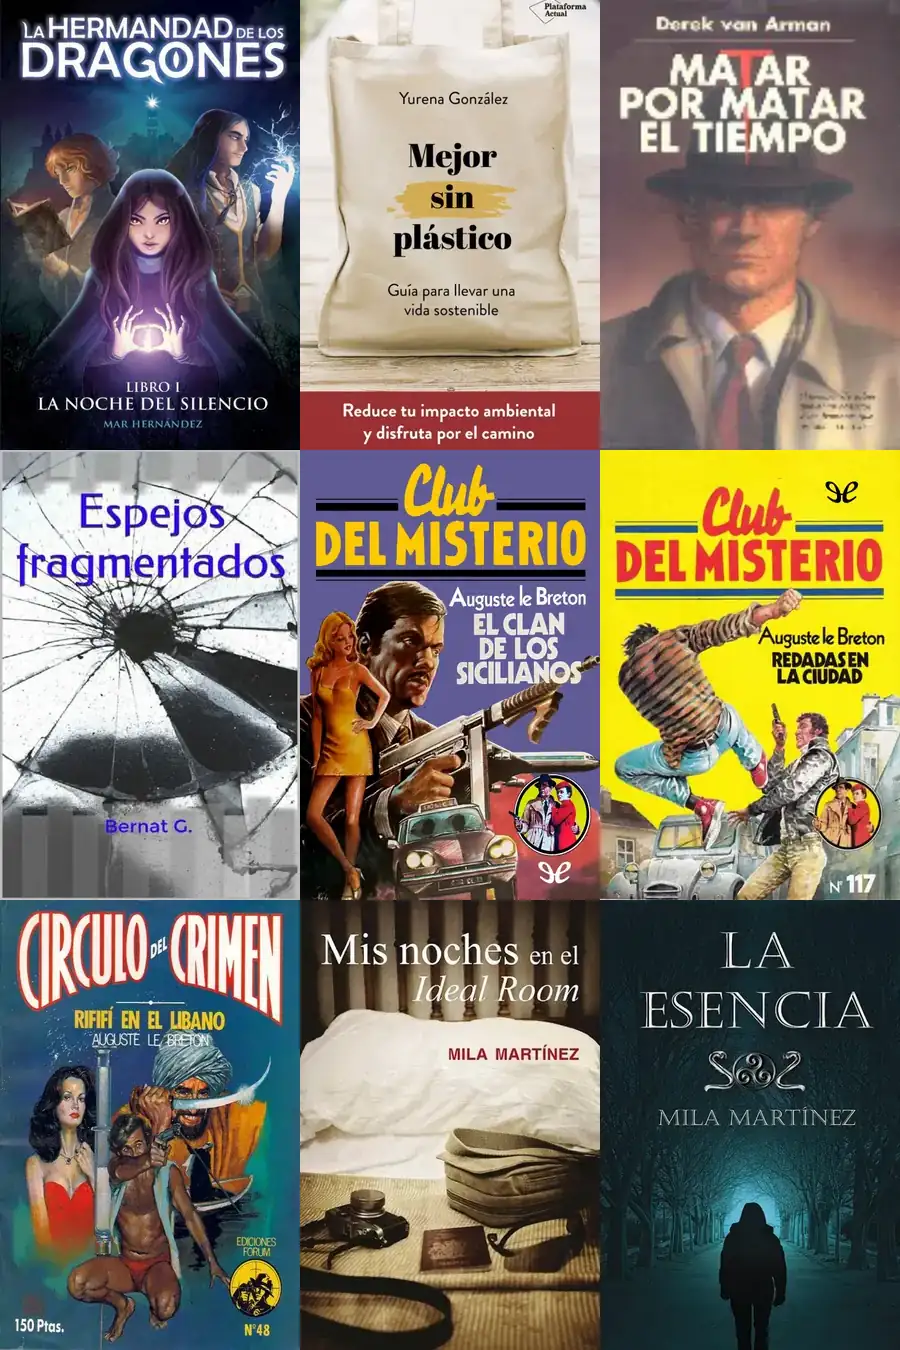 LA HERMANDAD DE LOS
DRAGONES
LIBRO I
LA NOCHE DEL SILENCIO
MAR HERNÁNDEZ
Plataforma
Actual
Yurena González
Mejor
sin
plástico
Guía para llevar una
vida sostenible
Reduce tu impacto ambiental
y disfruta por el camino
Derek van Arman
MATAR
POR MATAR
EL TIEMPO
Espejos
fragmentados
Bernat G.
Club
DEL MISTERIO
Auguste le Breton
EL CLAN
DE LOS
SICILIANOS
Club
DEL MISTERIO
Auguste le Breton
REDADAS EN
LA CIUDAD
Nº 117
CIRCULO DEL CRIMEN
RIFIFÍ EN EL LIBANO
AUGUSTE LE BRETON
EDICIONES
FORUM
150 Ptas.
Nº48
Mis noches en el
Ideal Room
MILA MARTÍNEZ
LA
ESENCIA
MILA MARTÍNEZ